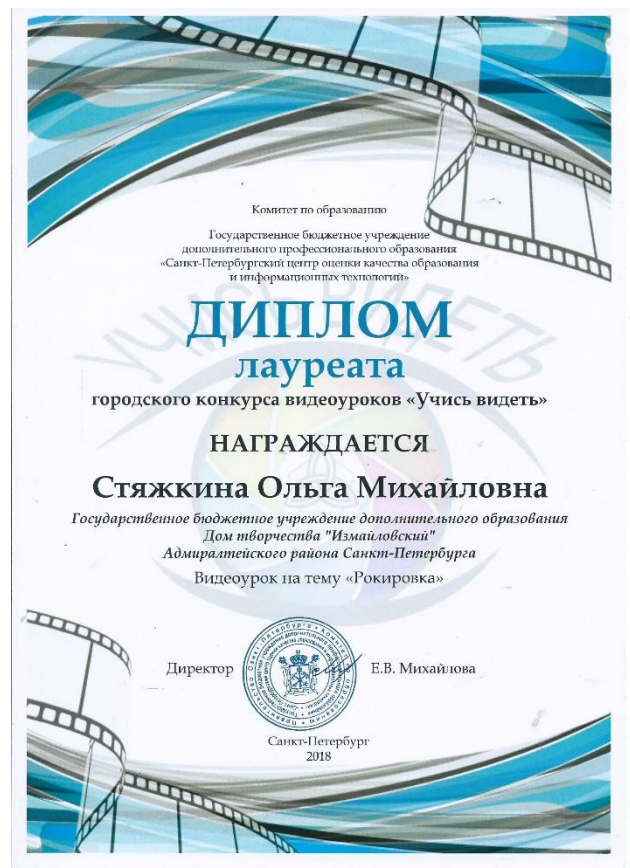 Комитет по образованию
Государственное бюджетное учреждение
дополнительного профессионального образования
«Санкт-Петербургский центр оценки качества образования
и информационных технологий»
УЧИСЬ ВИДЕТЬ
ДИПЛОМ
лауреата
городского конкурса видеоуроков «Учись видеть»
НАГРАЖДАЕТСЯ
Стяжкина Ольга Михайловна
Государственное бюджетное учреждение дополнительного образования
Дом творчества "Измайловский"
Адмиралтейского района Санкт-Петербурга
Видеоурок на тему «Рокировка»
Директор
Е.В. Михайлова
Санкт-Петербург
2018